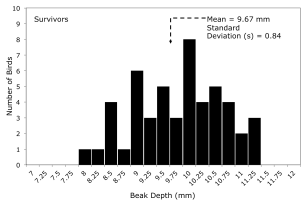 Survivors
Mean = 9.67 mm
Standard
Deviation (s) = 0.84
Number of Birds
10
9
8
7
6
5
4
3
2
1
0
7 7.25 7.5 7.75 8 8.25 8.5 8.75 9 9.25 9.5 9.75 10 10.25 10.5 10.75 11 11.25 11.5 11.75 12
Beak Depth (mm)